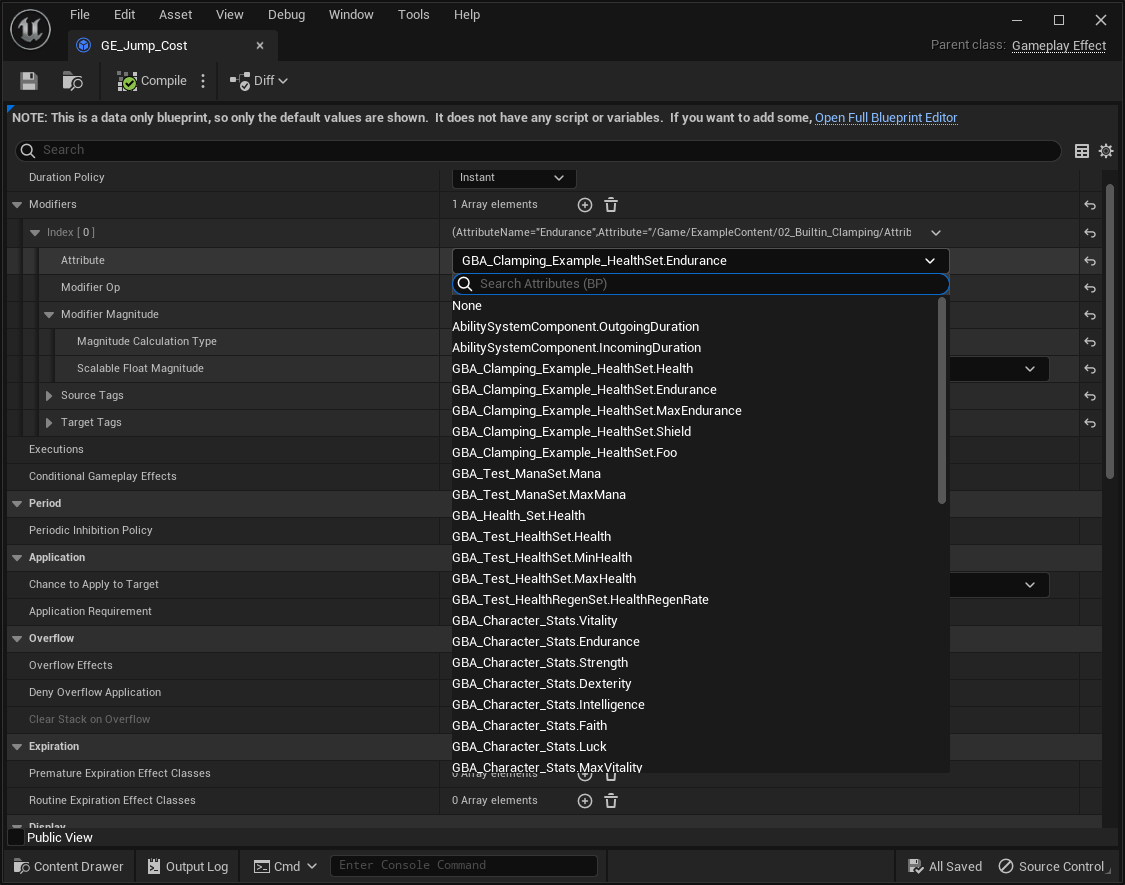 File Edit Asset View Debug Window Tools Help
GE_Jump_Cost
Parent class: Gameplay Effect
Compile Diff
NOTE: This is a data only blueprint, so only the default values are shown.  It does not have any script or variables.  If you want to add some, Open Full Blueprint Editor
Search
Duration Policy Instant
Modifiers 1 Array elements
Index [ 0 ] (AttributeName="Endurance",Attribute="/Game/ExampleContent/02_Builtin_Clamping/Attrib
Attribute GBA_Clamping_Example_HealthSet.Endurance
Modifier Op Search Attributes (BP)
None
Modifier Magnitude
AbilitySystemComponent.OutgoingDuration
Magnitude Calculation Type AbilitySystemComponent.IncomingDuration
Scalable Float Magnitude GBA_Clamping_Example_HealthSet.Health
Source Tags GBA_Clamping_Example_HealthSet.Endurance
GBA_Clamping_Example_HealthSet.MaxEndurance
Target Tags
GBA_Clamping_Example_HealthSet.Shield
Executions GBA_Clamping_Example_HealthSet.Foo
Conditional Gameplay Effects GBA_Test_ManaSet.Mana
GBA_Test_ManaSet.MaxMana
Period
GBA_Health_Set.Health
Periodic Inhibition Policy GBA_Test_HealthSet.Health
Application GBA_Test_HealthSet.MinHealth
Chance to Apply to Target GBA_Test_HealthSet.MaxHealth
GBA_Test_HealthRegenSet.HealthRegenRate
Application Requirement
GBA_Character_Stats.Vitality
Overflow GBA_Character_Stats.Endurance
Overflow Effects GBA_Character_Stats.Strength
GBA_Character_Stats.Dexterity
Deny Overflow Application
GBA_Character_Stats.Intelligence
Clear Stack on Overflow GBA_Character_Stats.Faith
Expiration GBA_Character_Stats.Luck
GBA_Character_Stats.MaxVitality
Premature Expiration Effect Classes 0 Array elements
Routine Expiration Effect Classes 0 Array elements
Display
Public View
Content Drawer Output Log Cmd Enter Console Command All Saved Source Control